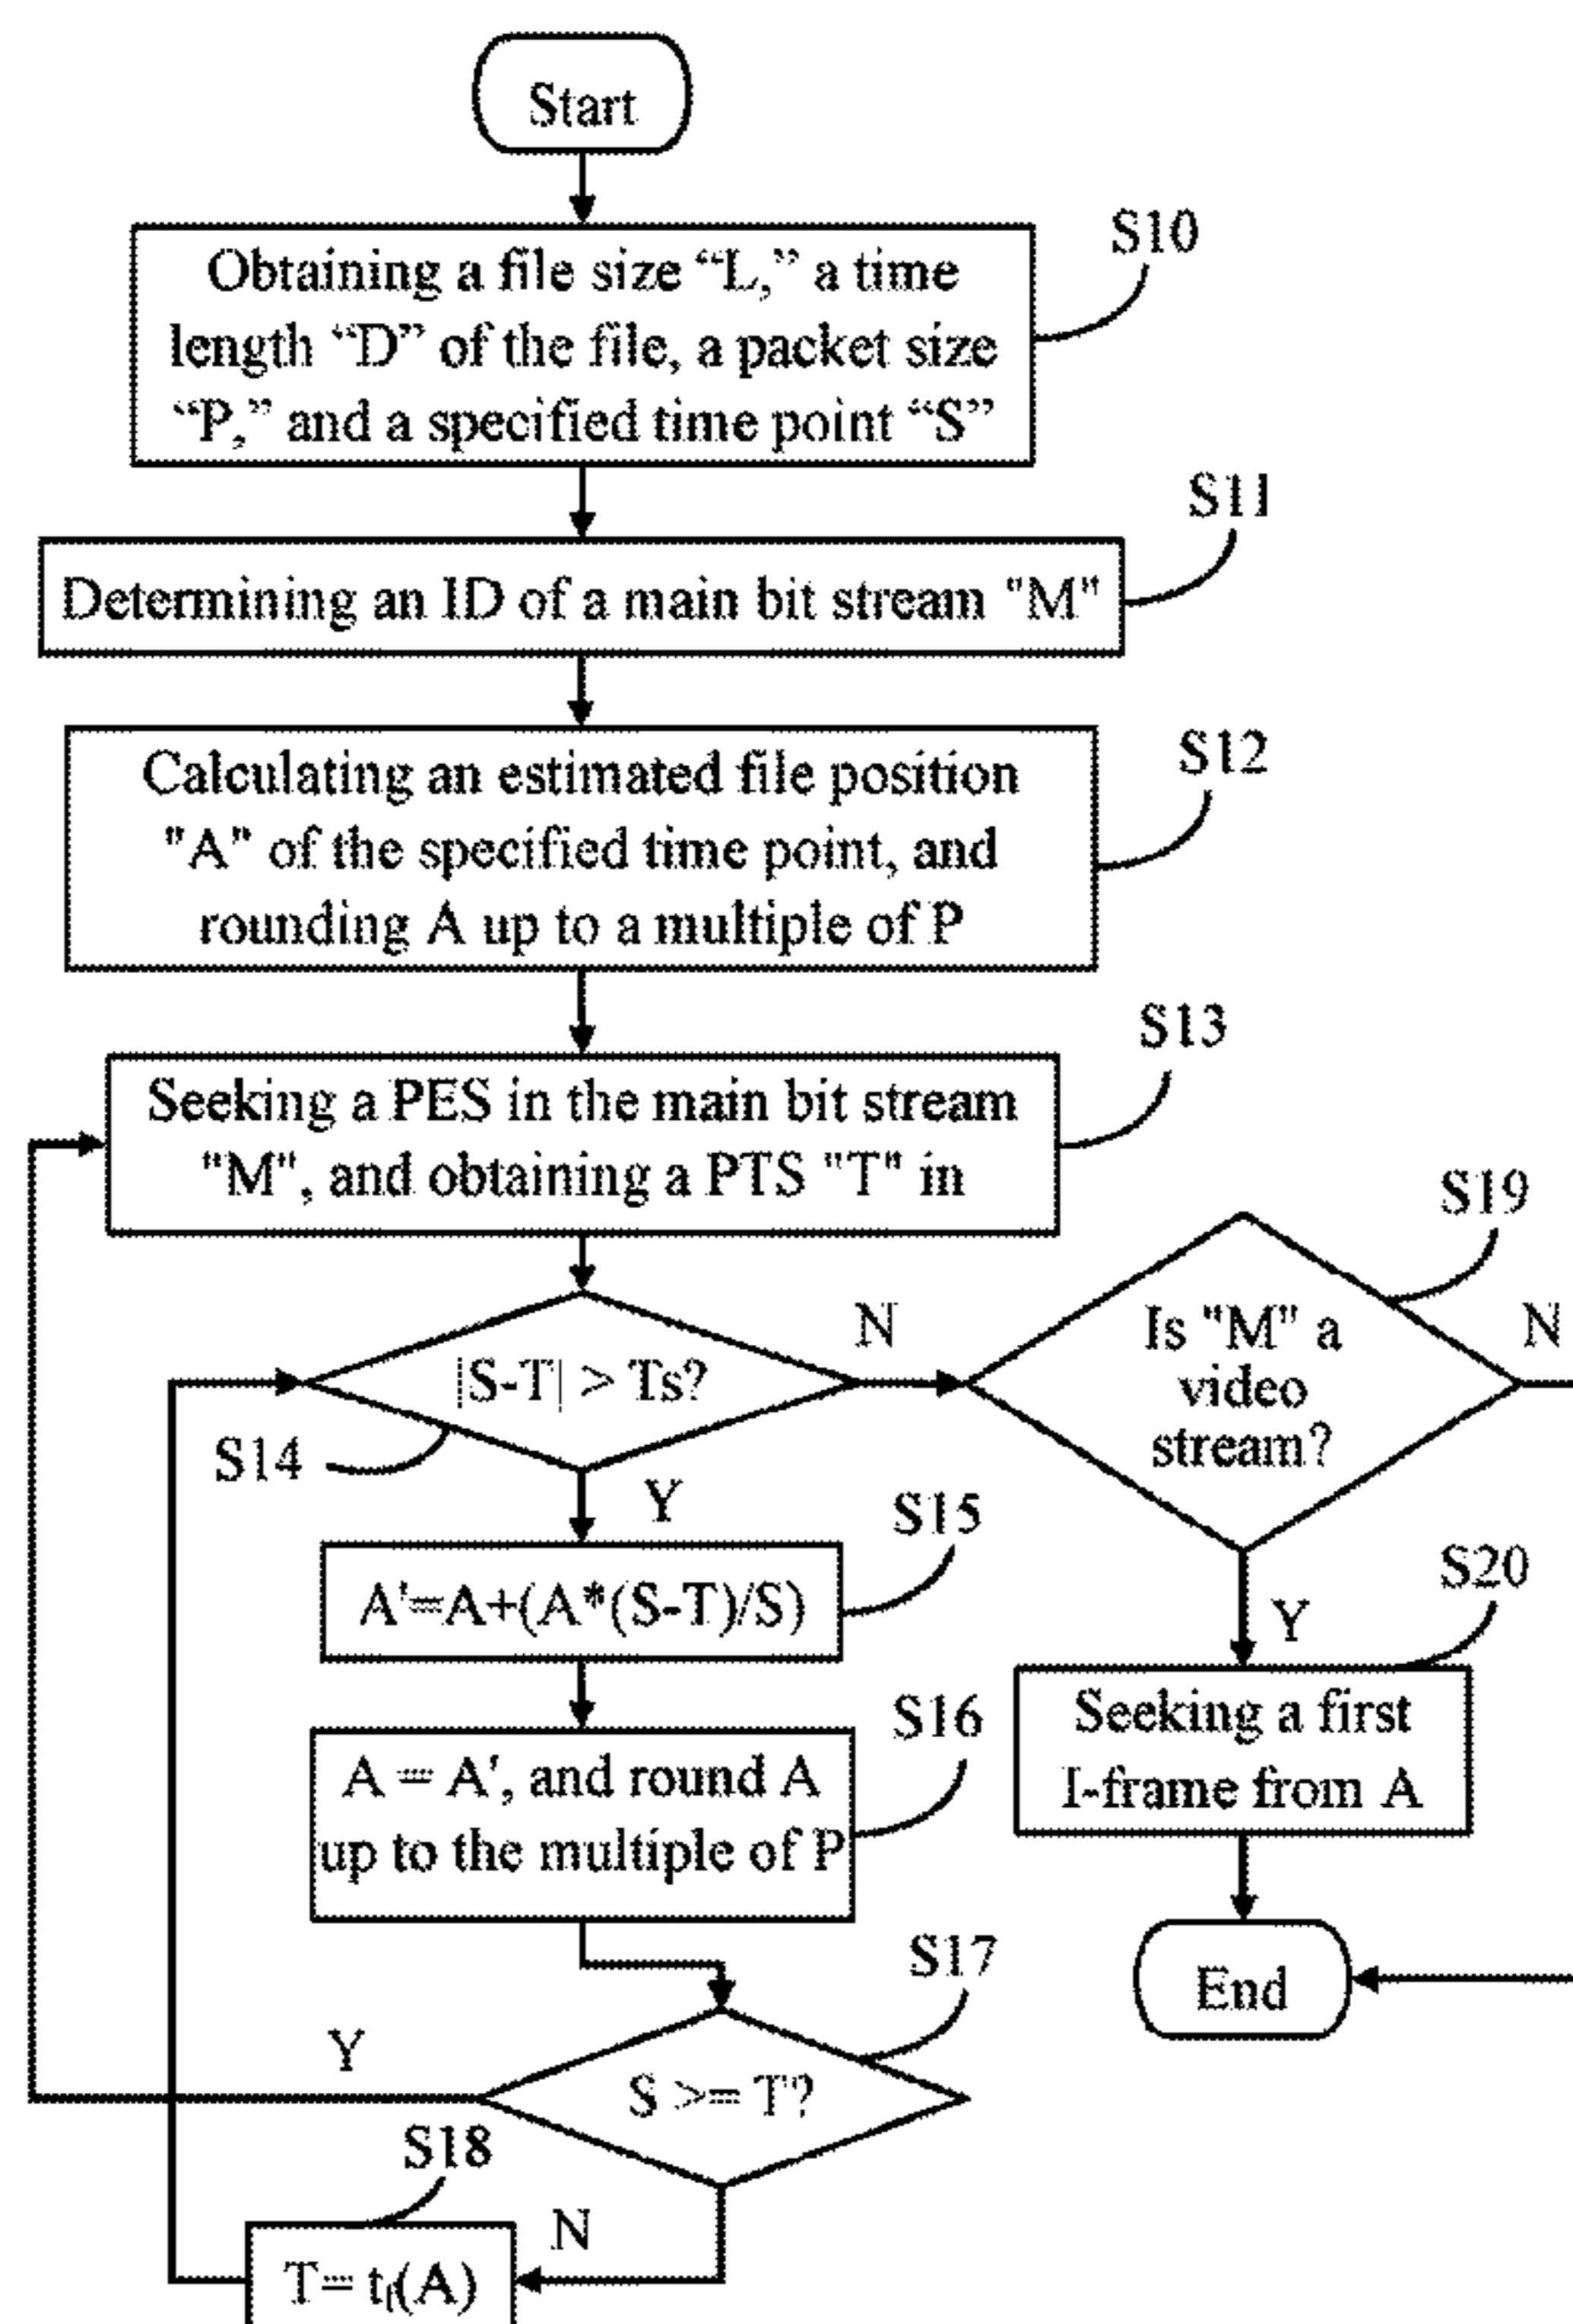 Start
S10
Obtaining a file size “L,” a time
length “D” of the file, a packet size
“P,” and a specified time point “S”
S11
Determining an ID of a main bit stream "M"
S12
Calculating an estimated file position
"A" of the specified time point, and
rounding A up to a multiple of P
S13
Seeking a PES in the main bit stream
"M", and obtaining a PTS "T" in
S14
|S-T| > Ts?
N
Y
S19
Is "M" a
video
stream?
N
Y
S15
A'=A+(A*(S-T)/S)
S20
Seeking a first
I-frame from A
S16
A = A', and round A
up to the multiple of P
End
S17
S >= T?
Y
N
S18
T= tf(A)